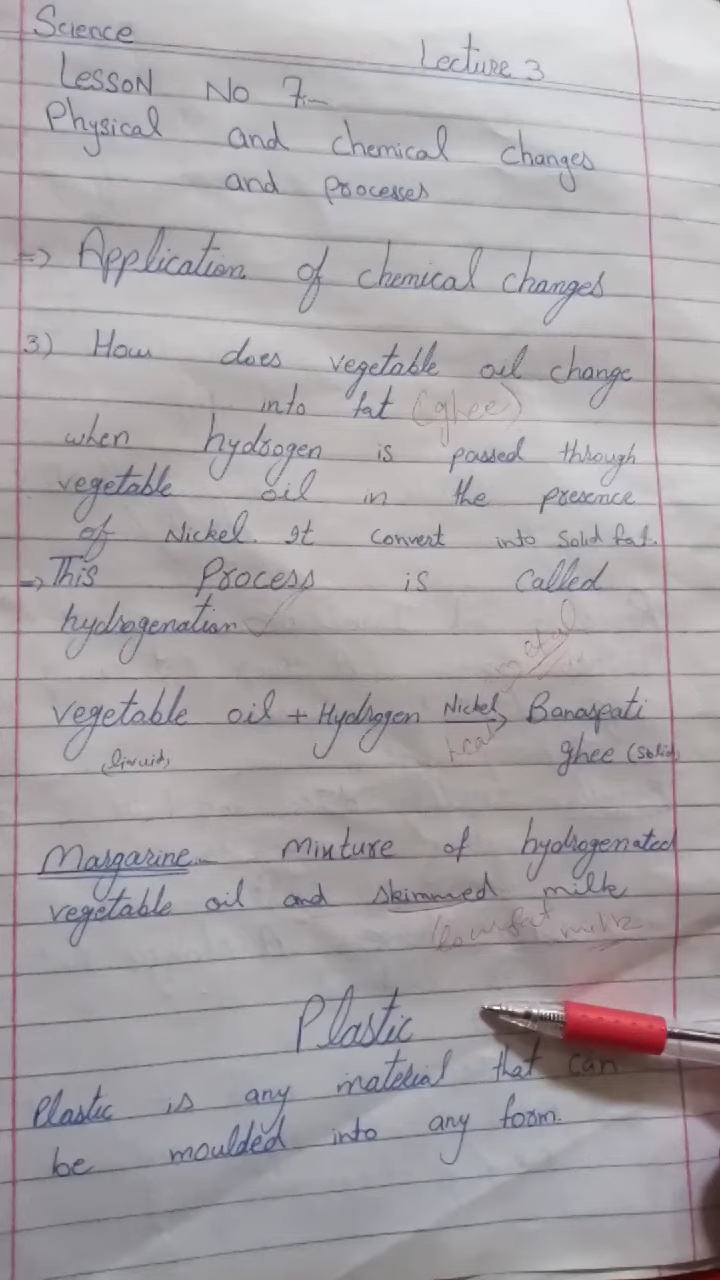 Science
Lecture 3
Lesson No 7.-
Physical and chemical changes
and processes
=> Application of chemical changes
3) How does vegetable oil change
into fat (ghee)
when hydrogen is passed through
vegetable oil in the presence
of Nickel. It convert into Solid fat.
=> This Process is called
hydrogenation
metal
vegetable oil + Hydrogen Nickel → Banaspati
(liquid) heat ghee (solid)
Margarine mixture of hydrogenated
vegetable oil and skimmed milk
low fat milk
Plastic
Plastic is any material that can
be moulded into any form.